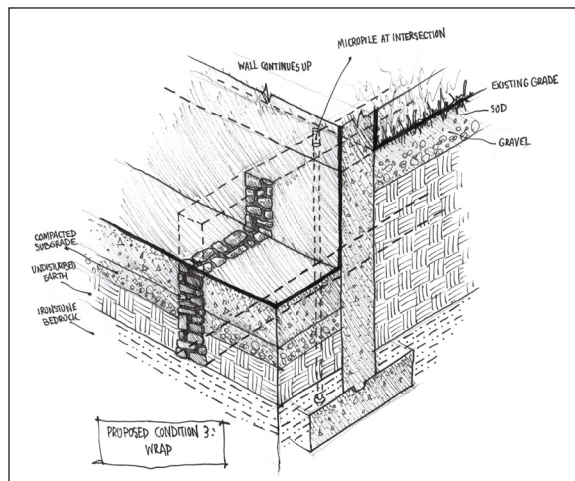 MICROPILE AT INTERSECTION
WALL CONTINUES UP
EXISTING GRADE
SOD
GRAVEL
COMPACTED
SUBGRADE
UNDISTURBED
EARTH
IRONSTONE
BEDROCK
PROPOSED CONDITION 3:
WRAP